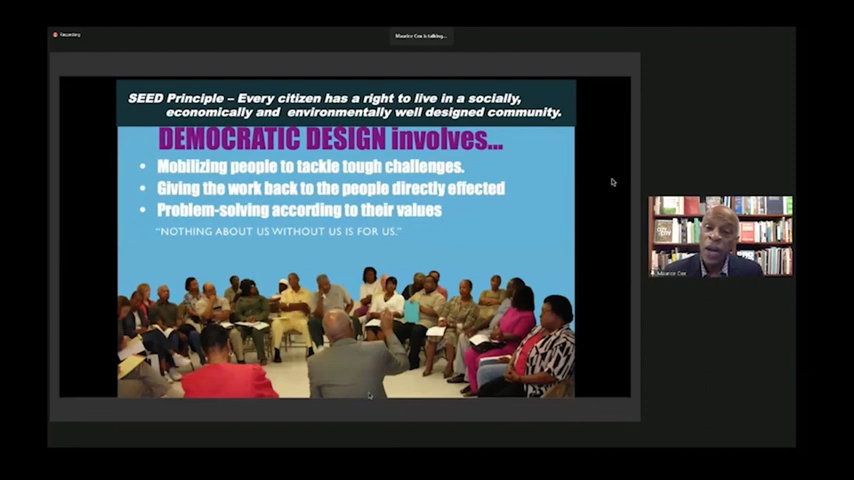 Recording
Maurice Cox is talking...
SEED Principle – Every citizen has a right to live in a socially,
economically and environmentally well designed community.
DEMOCRATIC DESIGN involves...
• Mobilizing people to tackle tough challenges.
• Giving the work back to the people directly effected
• Problem-solving according to their values
"NOTHING ABOUT US WITHOUT US IS FOR US."
Maurice Cox